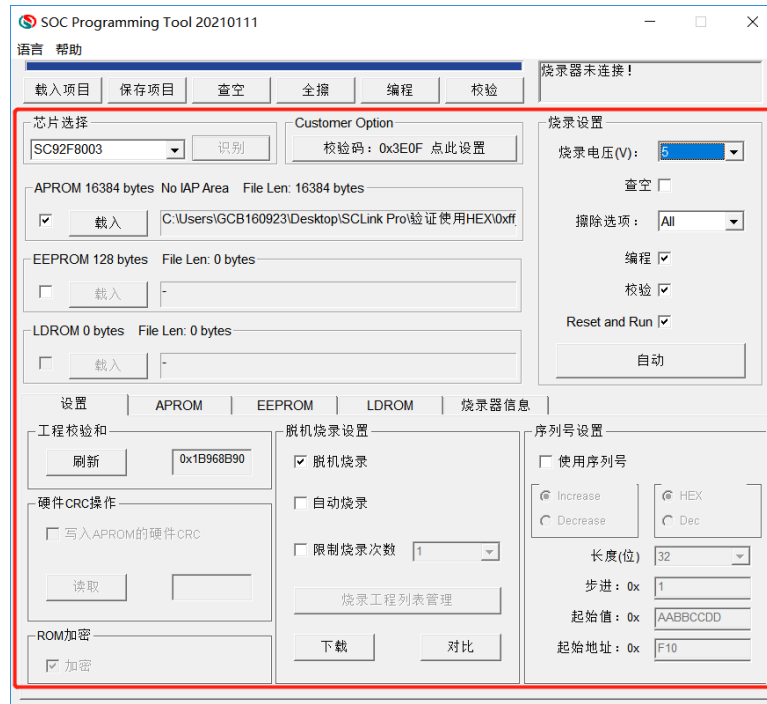 SOC Programming Tool 20210111
语言 帮助
载入项目 保存项目 查空 全擦 编程 校验
烧录器未连接!
芯片选择
SC92F8003 识别
Customer Option
校验码: 0x3E0F 点此设置
APROM 16384 bytes No IAP Area File Len: 16384 bytes
载入 C:\Users\GCB160923\Desktop\SCLink Pro\验证使用HEX\0xff_
EEPROM 128 bytes File Len: 0 bytes
载入 -
LDROM 0 bytes File Len: 0 bytes
载入 -
烧录设置
烧录电压(V): 5
查空
擦除选项: All
编程
校验
Reset and Run
自动
设置 APROM EEPROM LDROM 烧录器信息
工程校验和
刷新 0x1B968B90
硬件CRC操作
写入APROM的硬件CRC
读取
ROM加密
加密
脱机烧录设置
脱机烧录
自动烧录
限制烧录次数 1
烧录工程列表管理
下载 对比
序列号设置
使用序列号
Increase HEX
Decrease Dec
长度(位) 32
步进: 0x 1
起始值: 0x AABBCCDD
起始地址: 0x F10